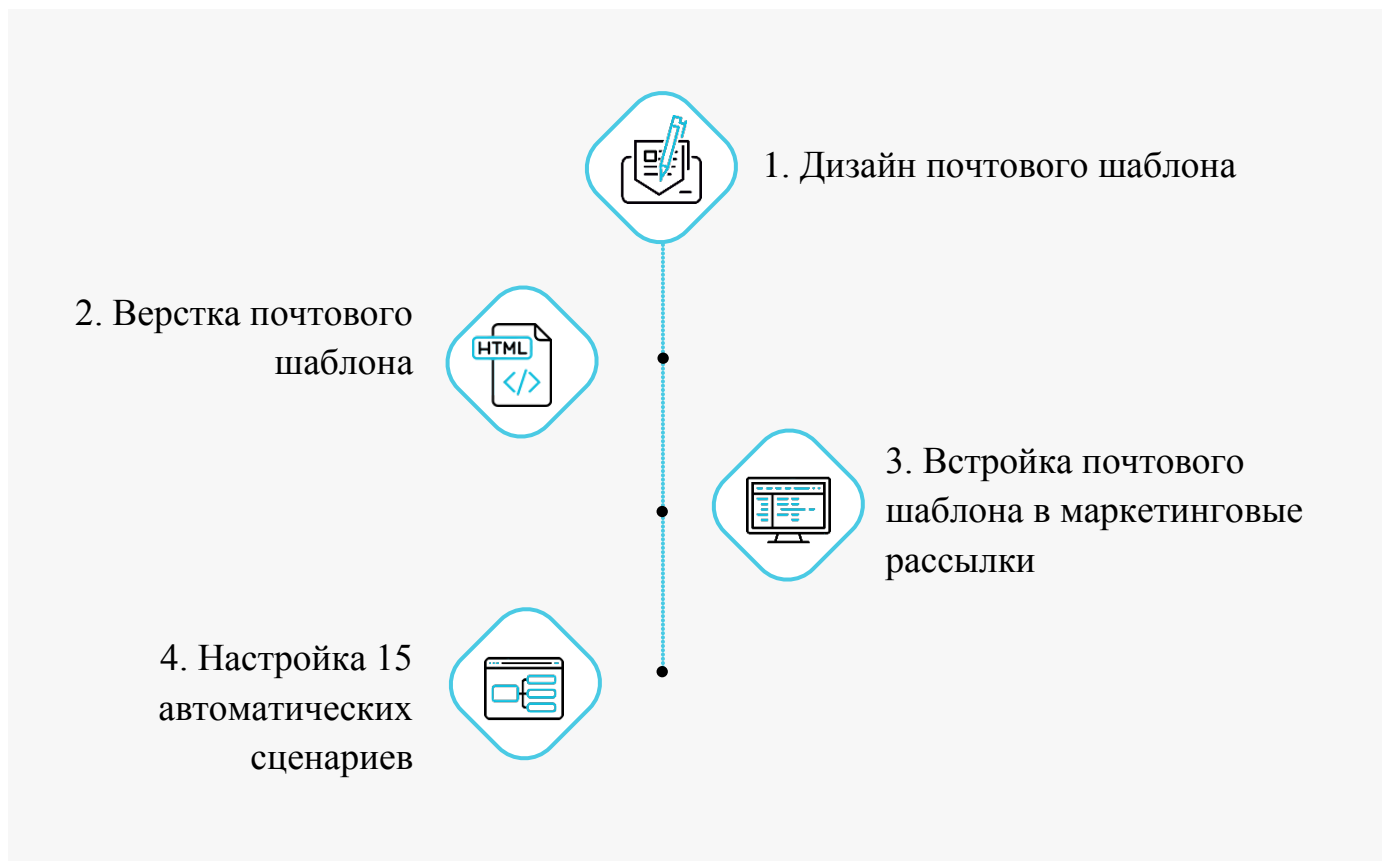 1. Дизайн почтового шаблона
2. Верстка почтового
шаблона
HTML
</>
3. Встройка почтового
шаблона в маркетинговые
рассылки
4. Настройка 15
автоматических
сценариев